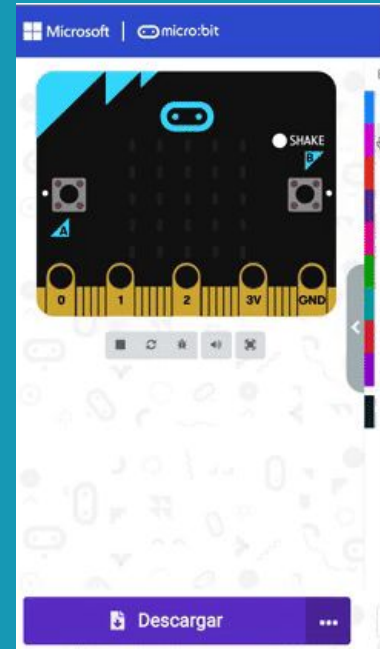 Microsoft | micro:bit
SHAKE
B
A
0 1 2 3V GND
Descargar